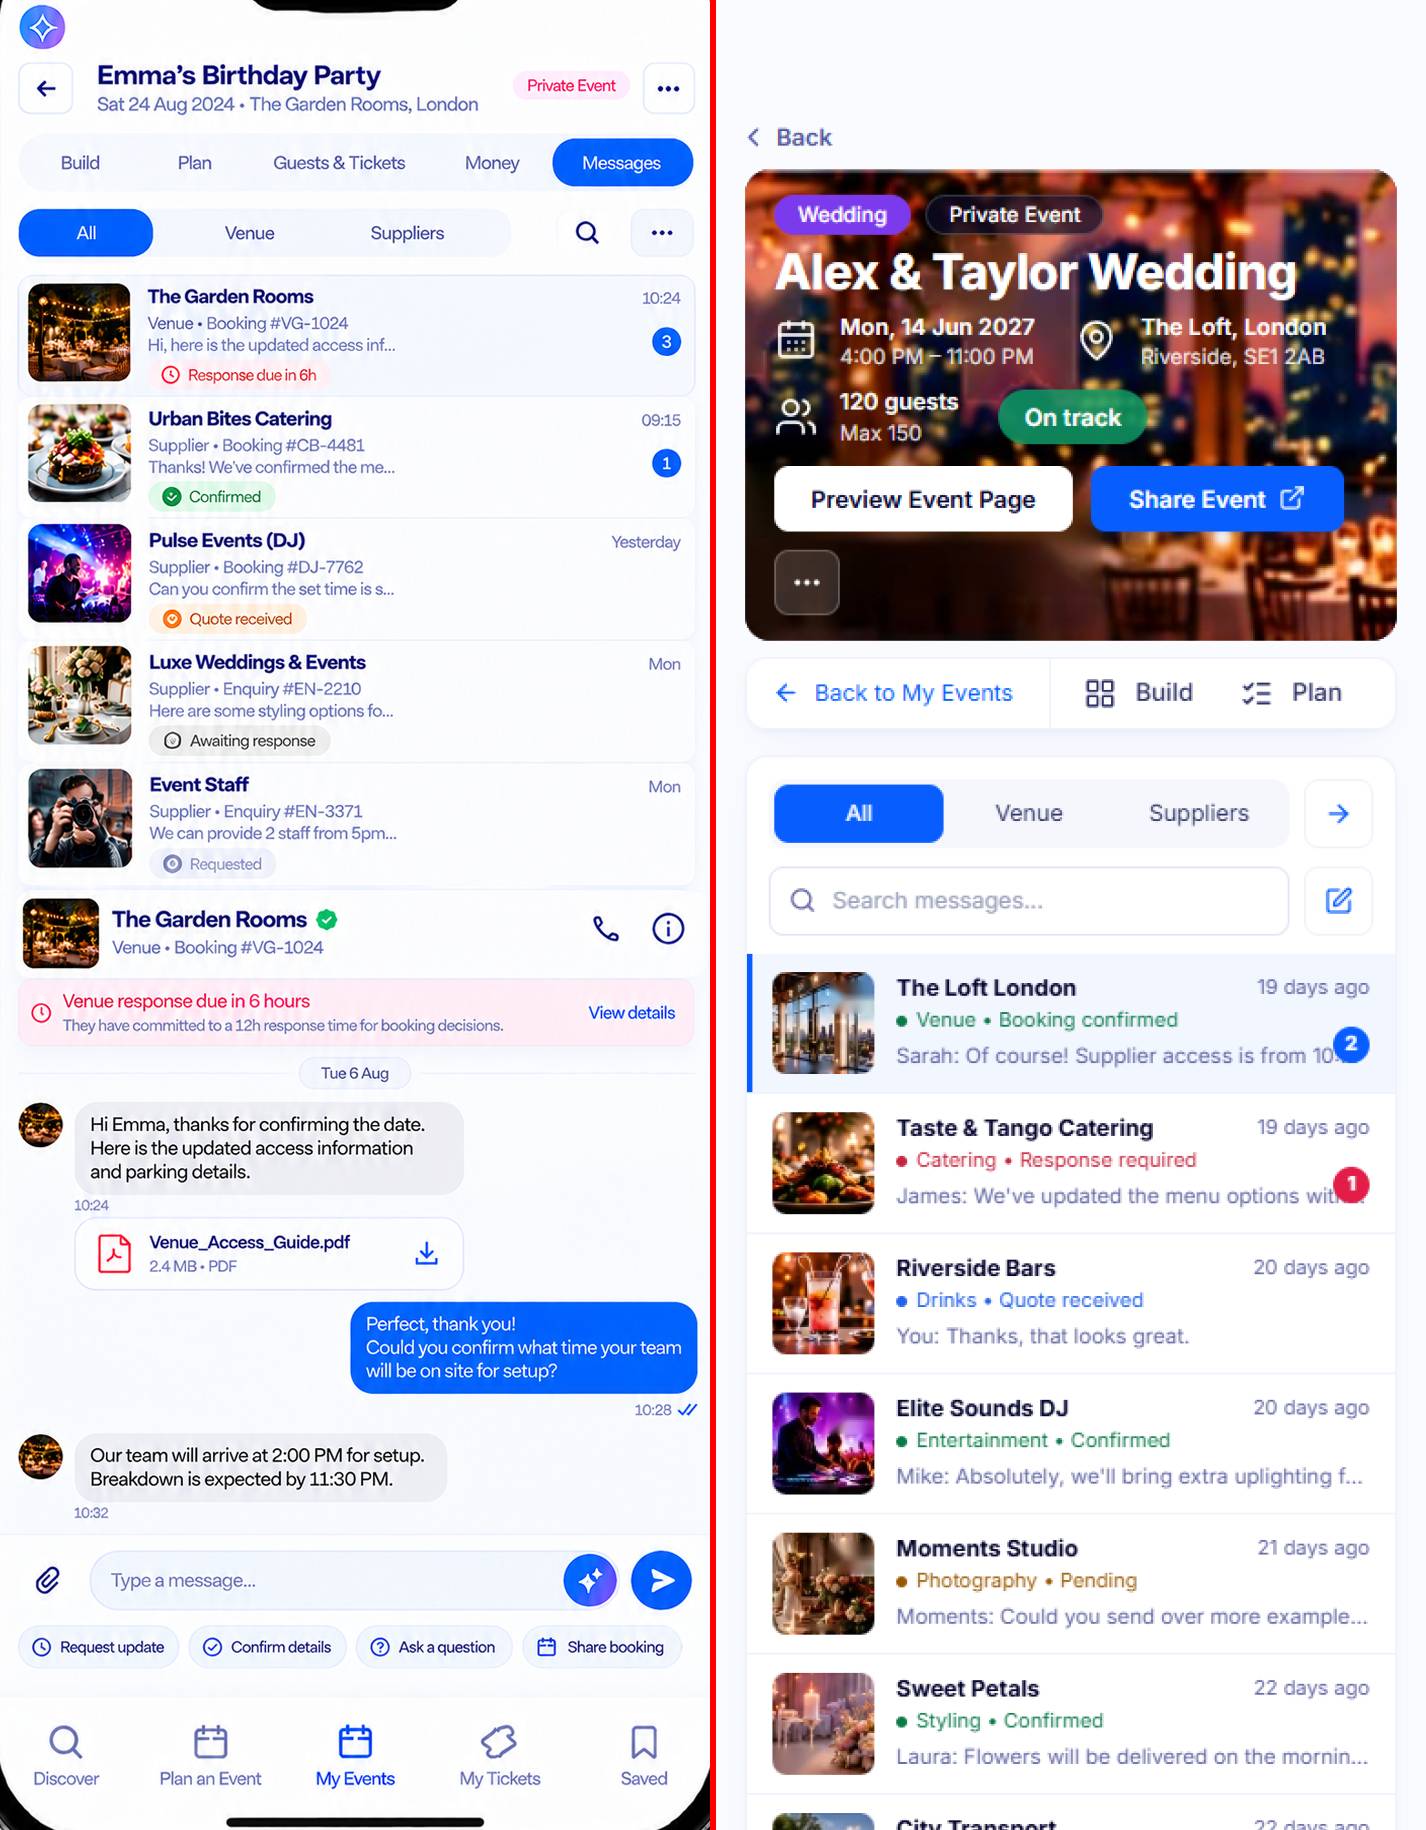 Emma's Birthday Party
Sat 24 Aug 2024 • The Garden Rooms, London
Private Event
Build
Plan
Guests & Tickets
Money
Messages
All
Venue
Suppliers
The Garden Rooms
10:24
Venue • Booking #VG-1024
Hi, here is the updated access inf...
3
Response due in 6h
Urban Bites Catering
09:15
Supplier • Booking #CB-4481
Thanks! We've confirmed the me...
1
Confirmed
Pulse Events (DJ)
Yesterday
Supplier • Booking #DJ-7762
Can you confirm the set time is s...
Quote received
Luxe Weddings & Events
Mon
Supplier • Enquiry #EN-2210
Here are some styling options fo...
Awaiting response
Event Staff
Mon
Supplier • Enquiry #EN-3371
We can provide 2 staff from 5pm...
Requested
The Garden Rooms
Venue • Booking #VG-1024
Venue response due in 6 hours
They have committed to a 12h response time for booking decisions.
View details
Tue 6 Aug
Hi Emma, thanks for confirming the date.
Here is the updated access information
and parking details.
10:24
Venue_Access_Guide.pdf
2.4 MB • PDF
Perfect, thank you!
Could you confirm what time your team
will be on site for setup?
10:28
Our team will arrive at 2:00 PM for setup.
Breakdown is expected by 11:30 PM.
10:32
Type a message...
Request update
Confirm details
Ask a question
Share booking
Discover
Plan an Event
My Events
My Tickets
Saved
Back
Wedding
Private Event
Alex & Taylor Wedding
Mon, 14 Jun 2027
4:00 PM – 11:00 PM
The Loft, London
Riverside, SE1 2AB
120 guests
Max 150
On track
Preview Event Page
Share Event
Back to My Events
Build
Plan
All
Venue
Suppliers
Search messages...
The Loft London
19 days ago
Venue • Booking confirmed
Sarah: Of course! Supplier access is from 10
2
Taste & Tango Catering
19 days ago
Catering • Response required
James: We've updated the menu options wit
1
Riverside Bars
20 days ago
Drinks • Quote received
You: Thanks, that looks great.
Elite Sounds DJ
20 days ago
Entertainment • Confirmed
Mike: Absolutely, we'll bring extra uplighting f...
Moments Studio
21 days ago
Photography • Pending
Moments: Could you send over more example...
Sweet Petals
22 days ago
Styling • Confirmed
Laura: Flowers will be delivered on the mornin...
City Transport
22 days ago